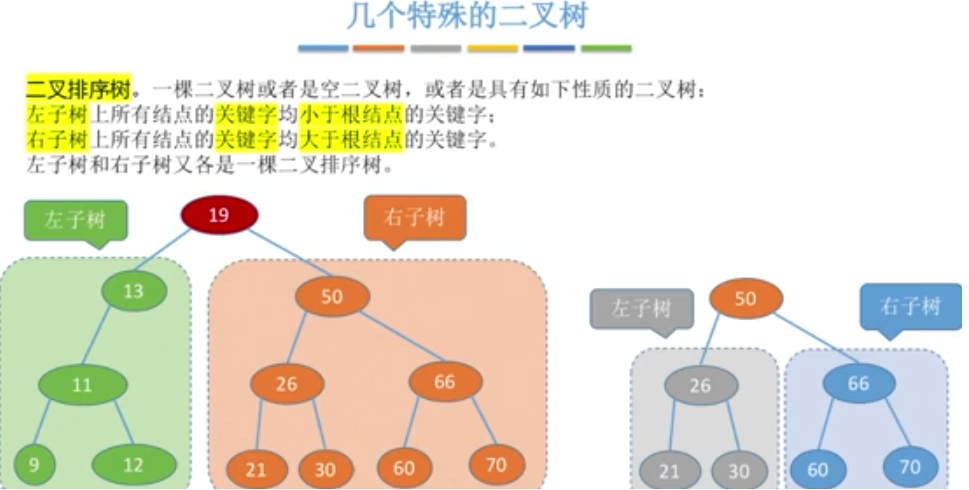 几个特殊的二叉树
二叉排序树。一棵二叉树或者是空二叉树，或者是具有如下性质的二叉树：
左子树上所有结点的关键字均小于根结点的关键字；
右子树上所有结点的关键字均大于根结点的关键字。
左子树和右子树又各是一棵二叉排序树。
左子树
19
右子树
13
50
11
26
66
9
12
21
30
60
70
左子树
50
右子树
26
66
21
30
60
70